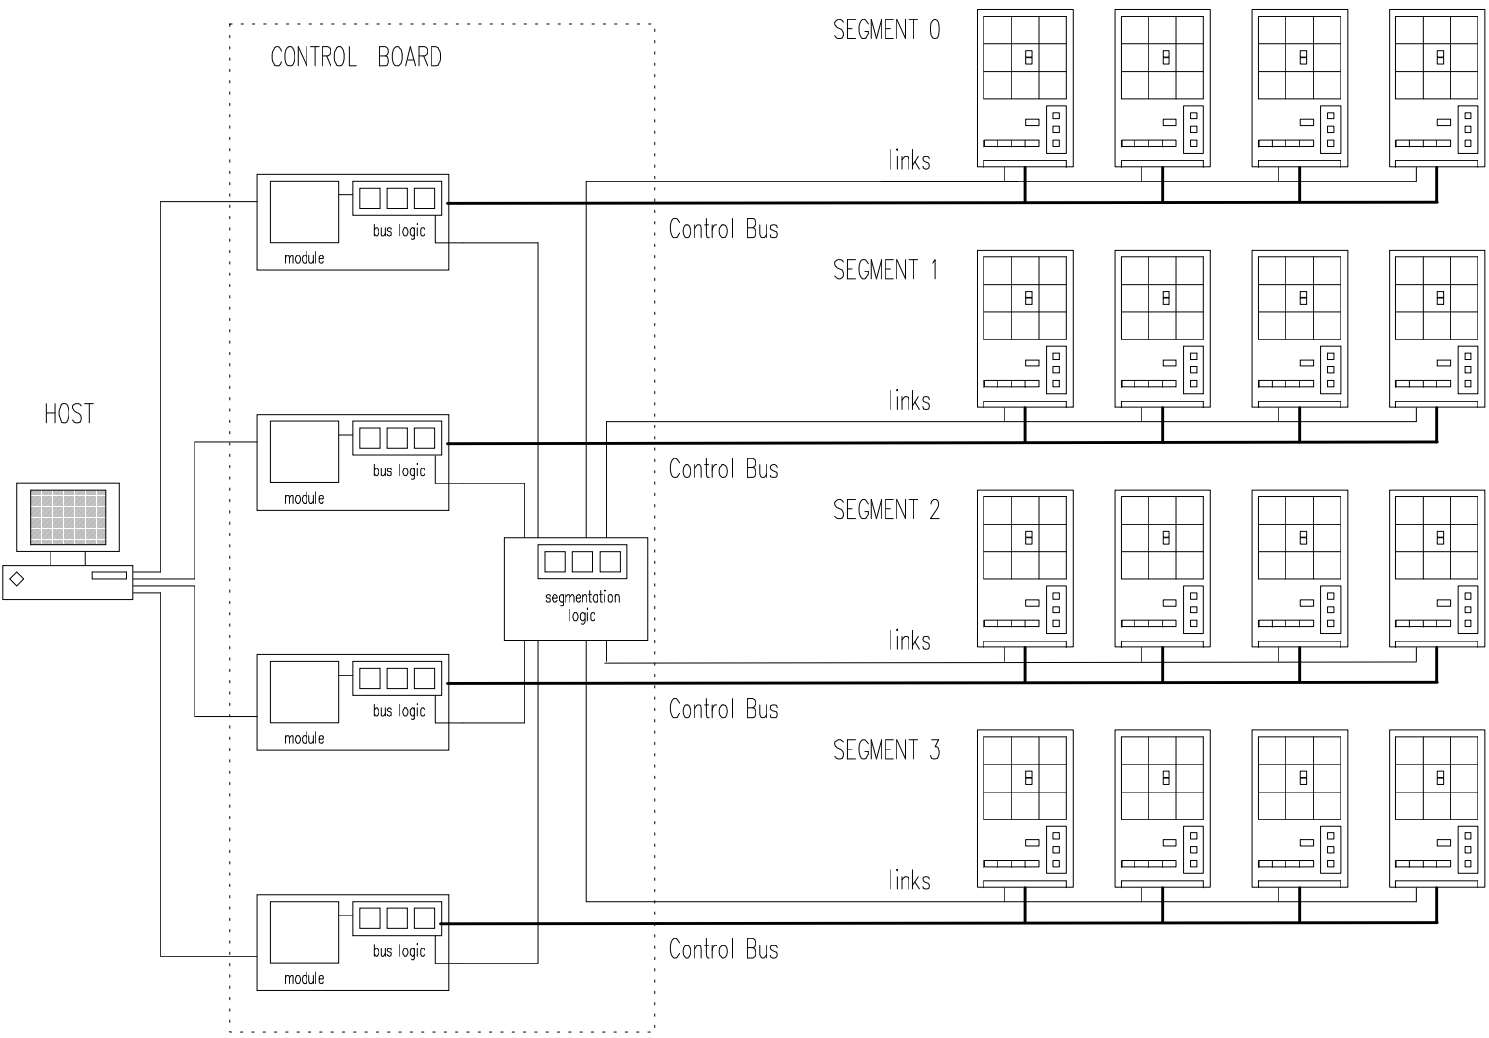 SEGMENT 0
CONTROL BOARD
links
bus logic
Control Bus
module
SEGMENT 1
links
HOST
bus logic
Control Bus
module
SEGMENT 2
segmentation
logic
links
bus logic
Control Bus
module
SEGMENT 3
links
bus logic
Control Bus
module